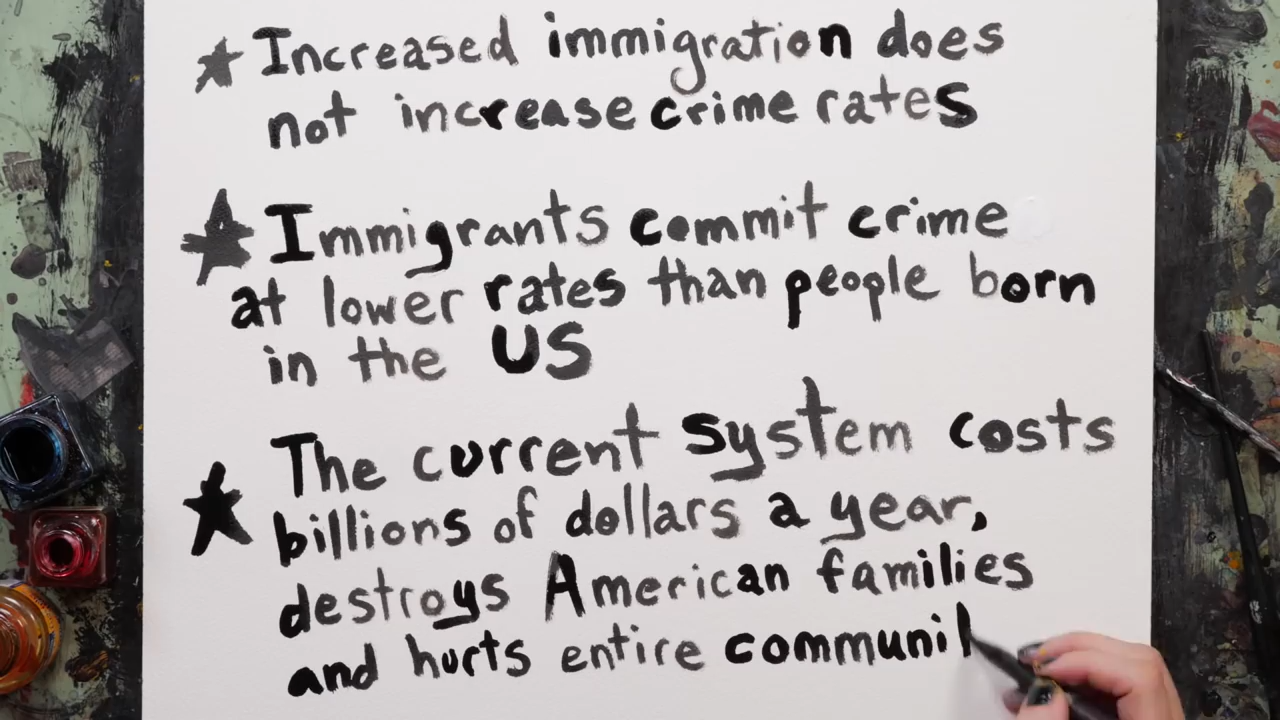 Increased immigration does
not increase crime rates
Immigrants commit crime
at lower rates than people born
in the US
The current system costs
billions of dollars a year,
destroys American families
and hurts entire